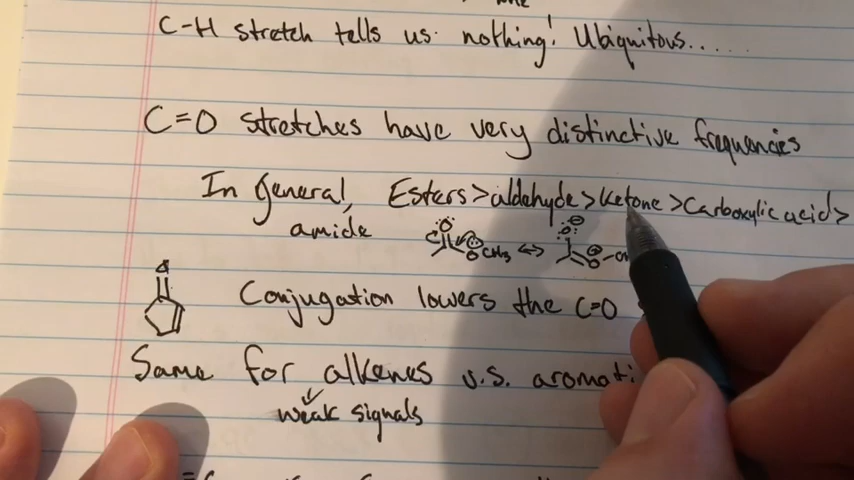 C-H stretch tells us nothing! Ubiquitous.....
C=O stretches have very distinctive frequencies
In General, Esters>aldehyde>Ketone>Carboxylic acid>
amide
O OCH3 ⊖ O ⊕ O
O Conjugation lowers the C=O
Same for alkenes v.s. aromati
weak signals